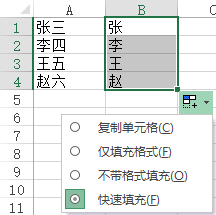 A B C
1 张三 张
2 李四 李
3 王五 王
4 赵六 赵
5
6 复制单元格(C)
7
8 仅填充格式(F)
9 不带格式填充(O)
10 快速填充(F)
11